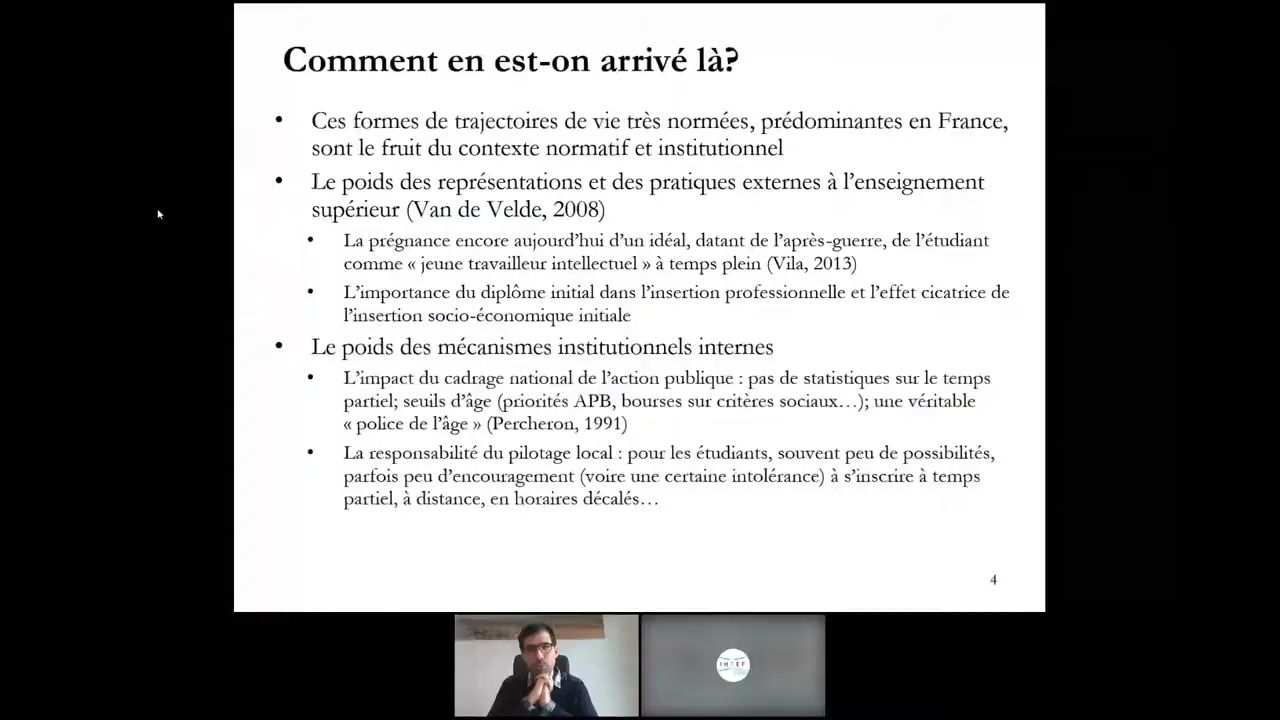 Comment en est-on arrivé là?
• Ces formes de trajectoires de vie très normées, prédominantes en France,
sont le fruit du contexte normatif et institutionnel
• Le poids des représentations et des pratiques externes à l’enseignement
supérieur (Van de Velde, 2008)
• La prégnance encore aujourd’hui d’un idéal, datant de l’après-guerre, de l’étudiant
comme « jeune travailleur intellectuel » à temps plein (Vila, 2013)
• L’importance du diplôme initial dans l’insertion professionnelle et l’effet cicatrice de
l’insertion socio-économique initiale
• Le poids des mécanismes institutionnels internes
• L’impact du cadrage national de l’action publique : pas de statistiques sur le temps
partiel; seuils d’âge (priorités APB, bourses sur critères sociaux…); une véritable
« police de l’âge » (Percheron, 1991)
• La responsabilité du pilotage local : pour les étudiants, souvent peu de possibilités,
parfois peu d’encouragement (voire une certaine intolérance) à s’inscrire à temps
partiel, à distance, en horaires décalés…
4